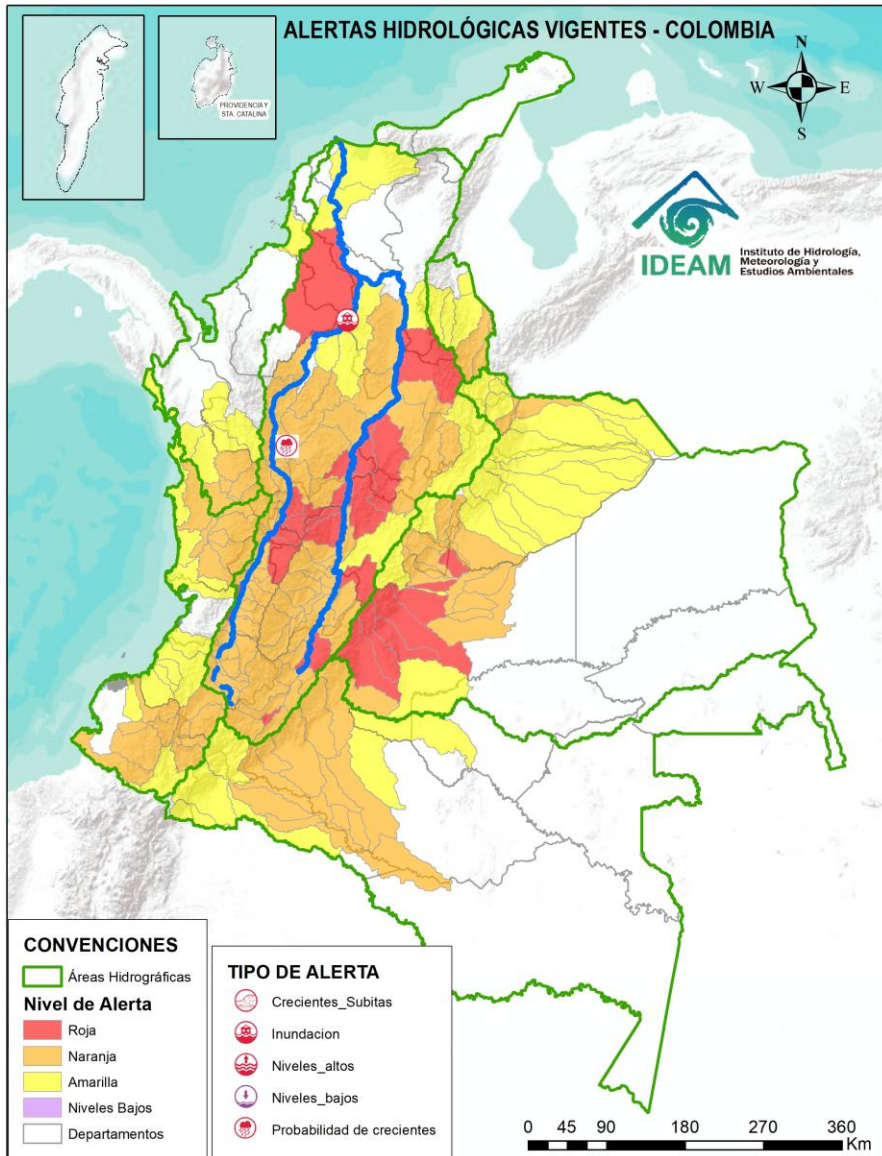 ALERTAS HIDROLÓGICAS VIGENTES - COLOMBIA
PROVIDENCIA Y
STA. CATALINA
N
W E
S
IDEAM
Instituto de Hidrología,
Meteorología y
Estudios Ambientales
CONVENCIONES
Áreas Hidrográficas
Nivel de Alerta
Roja
Naranja
Amarilla
Niveles Bajos
Departamentos
TIPO DE ALERTA
Crecientes_Subitas
Inundacion
Niveles_altos
Niveles_bajos
Probabilidad de crecientes
0 45 90 180 270 360
Km